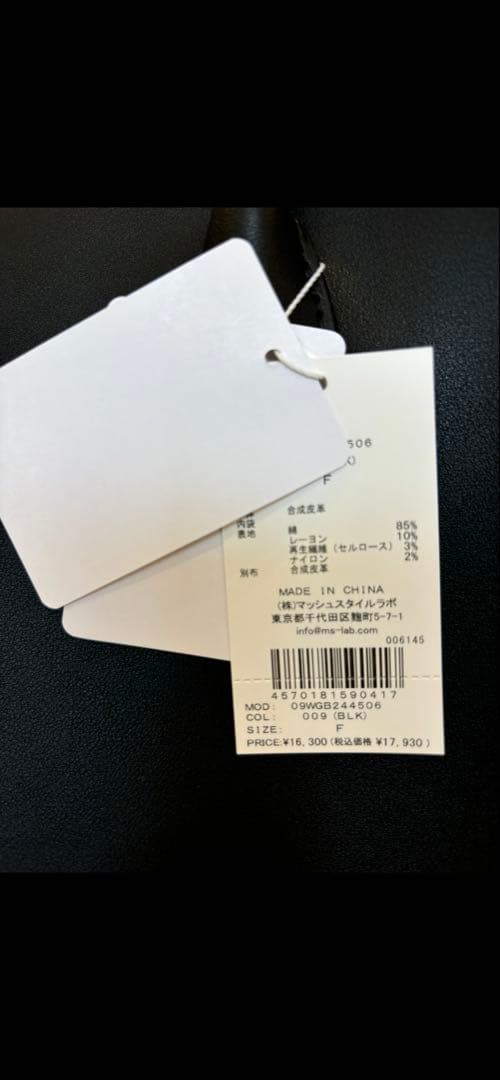 506
)
F
合成皮革
内袋
表地 綿 85%
レーヨン 10%
再生繊維 (セルロース) 3%
ナイロン 2%
別布 合成皮革
MADE IN CHINA
(株)マッシュスタイルラボ
東京都千代田区麹町5-7-1
info@ms-lab.com
006145
4570181590417
MOD: 09WGB244506
COL: 009 (BLK)
SIZE: F
PRICE:¥16,300(税込価格 ¥17,930)